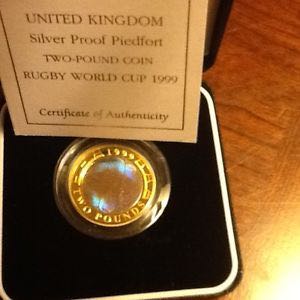 UNITED KINGDOM
Silver Proof Piedfort
TWO-POUND COIN
RUGBY WORLD CUP 1999
Certificate of Authenticity
1999
TWO POUNDS